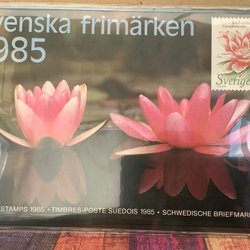 venska frimärken
1985
Sverige
STAMPS 1985 • TIMBRES-POSTE SUEDOIS 1985 • SCHWEDISCHE BRIEFMAR